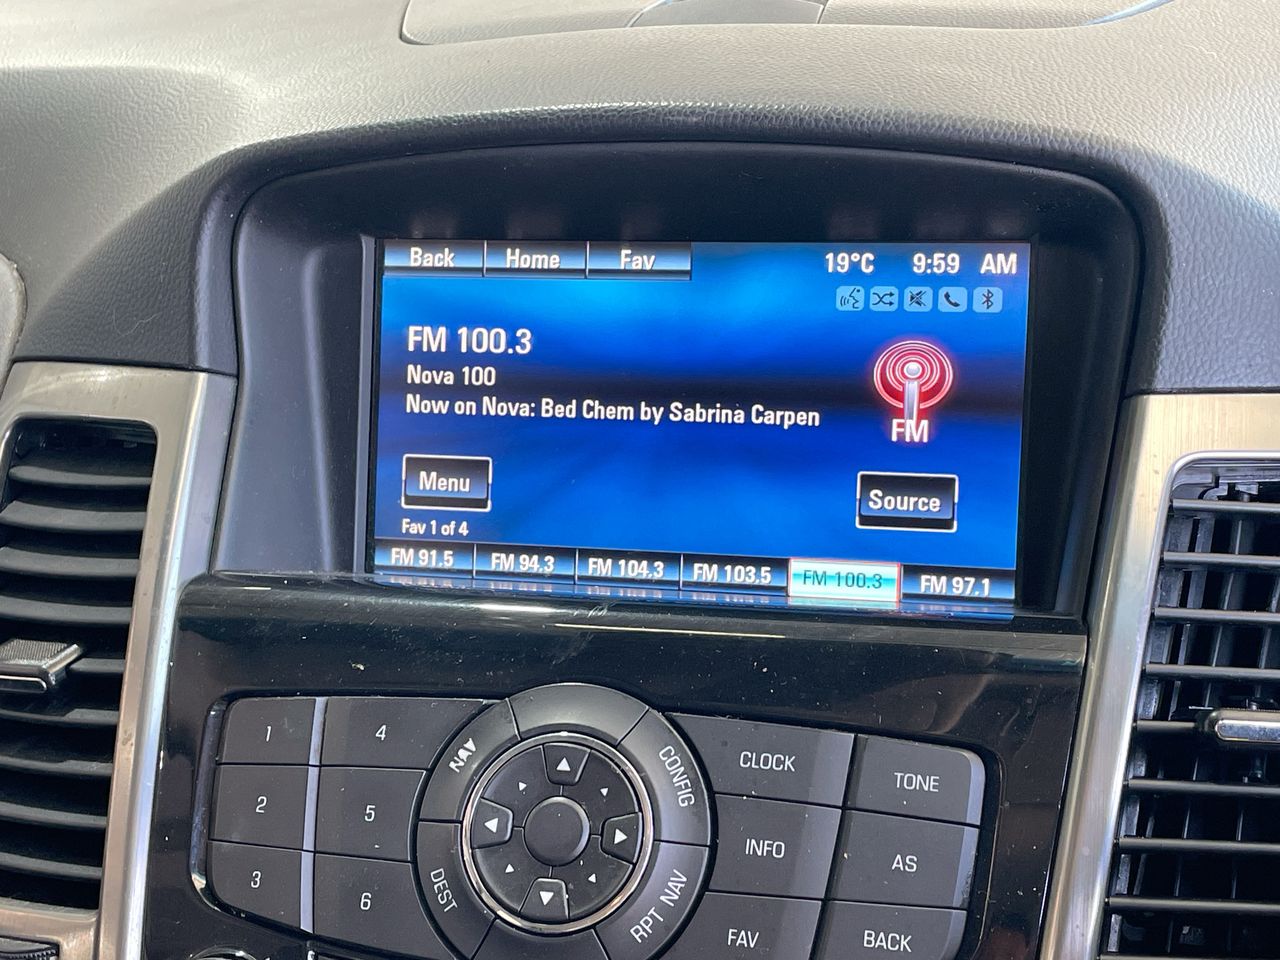 Back Home Fav 19°C 9:59 AM
FM 100.3
Nova 100
Now on Nova: Bed Chem by Sabrina Carpen
FM
Menu
Source
Fav 1 of 4
FM 91.5 FM 94.3 FM 104.3 FM 103.5 FM 100.3 FM 97.1
1 4 NAV CONFIG CLOCK TONE
2 5 INFO AS
3 6 DEST RPT NAV FAV BACK